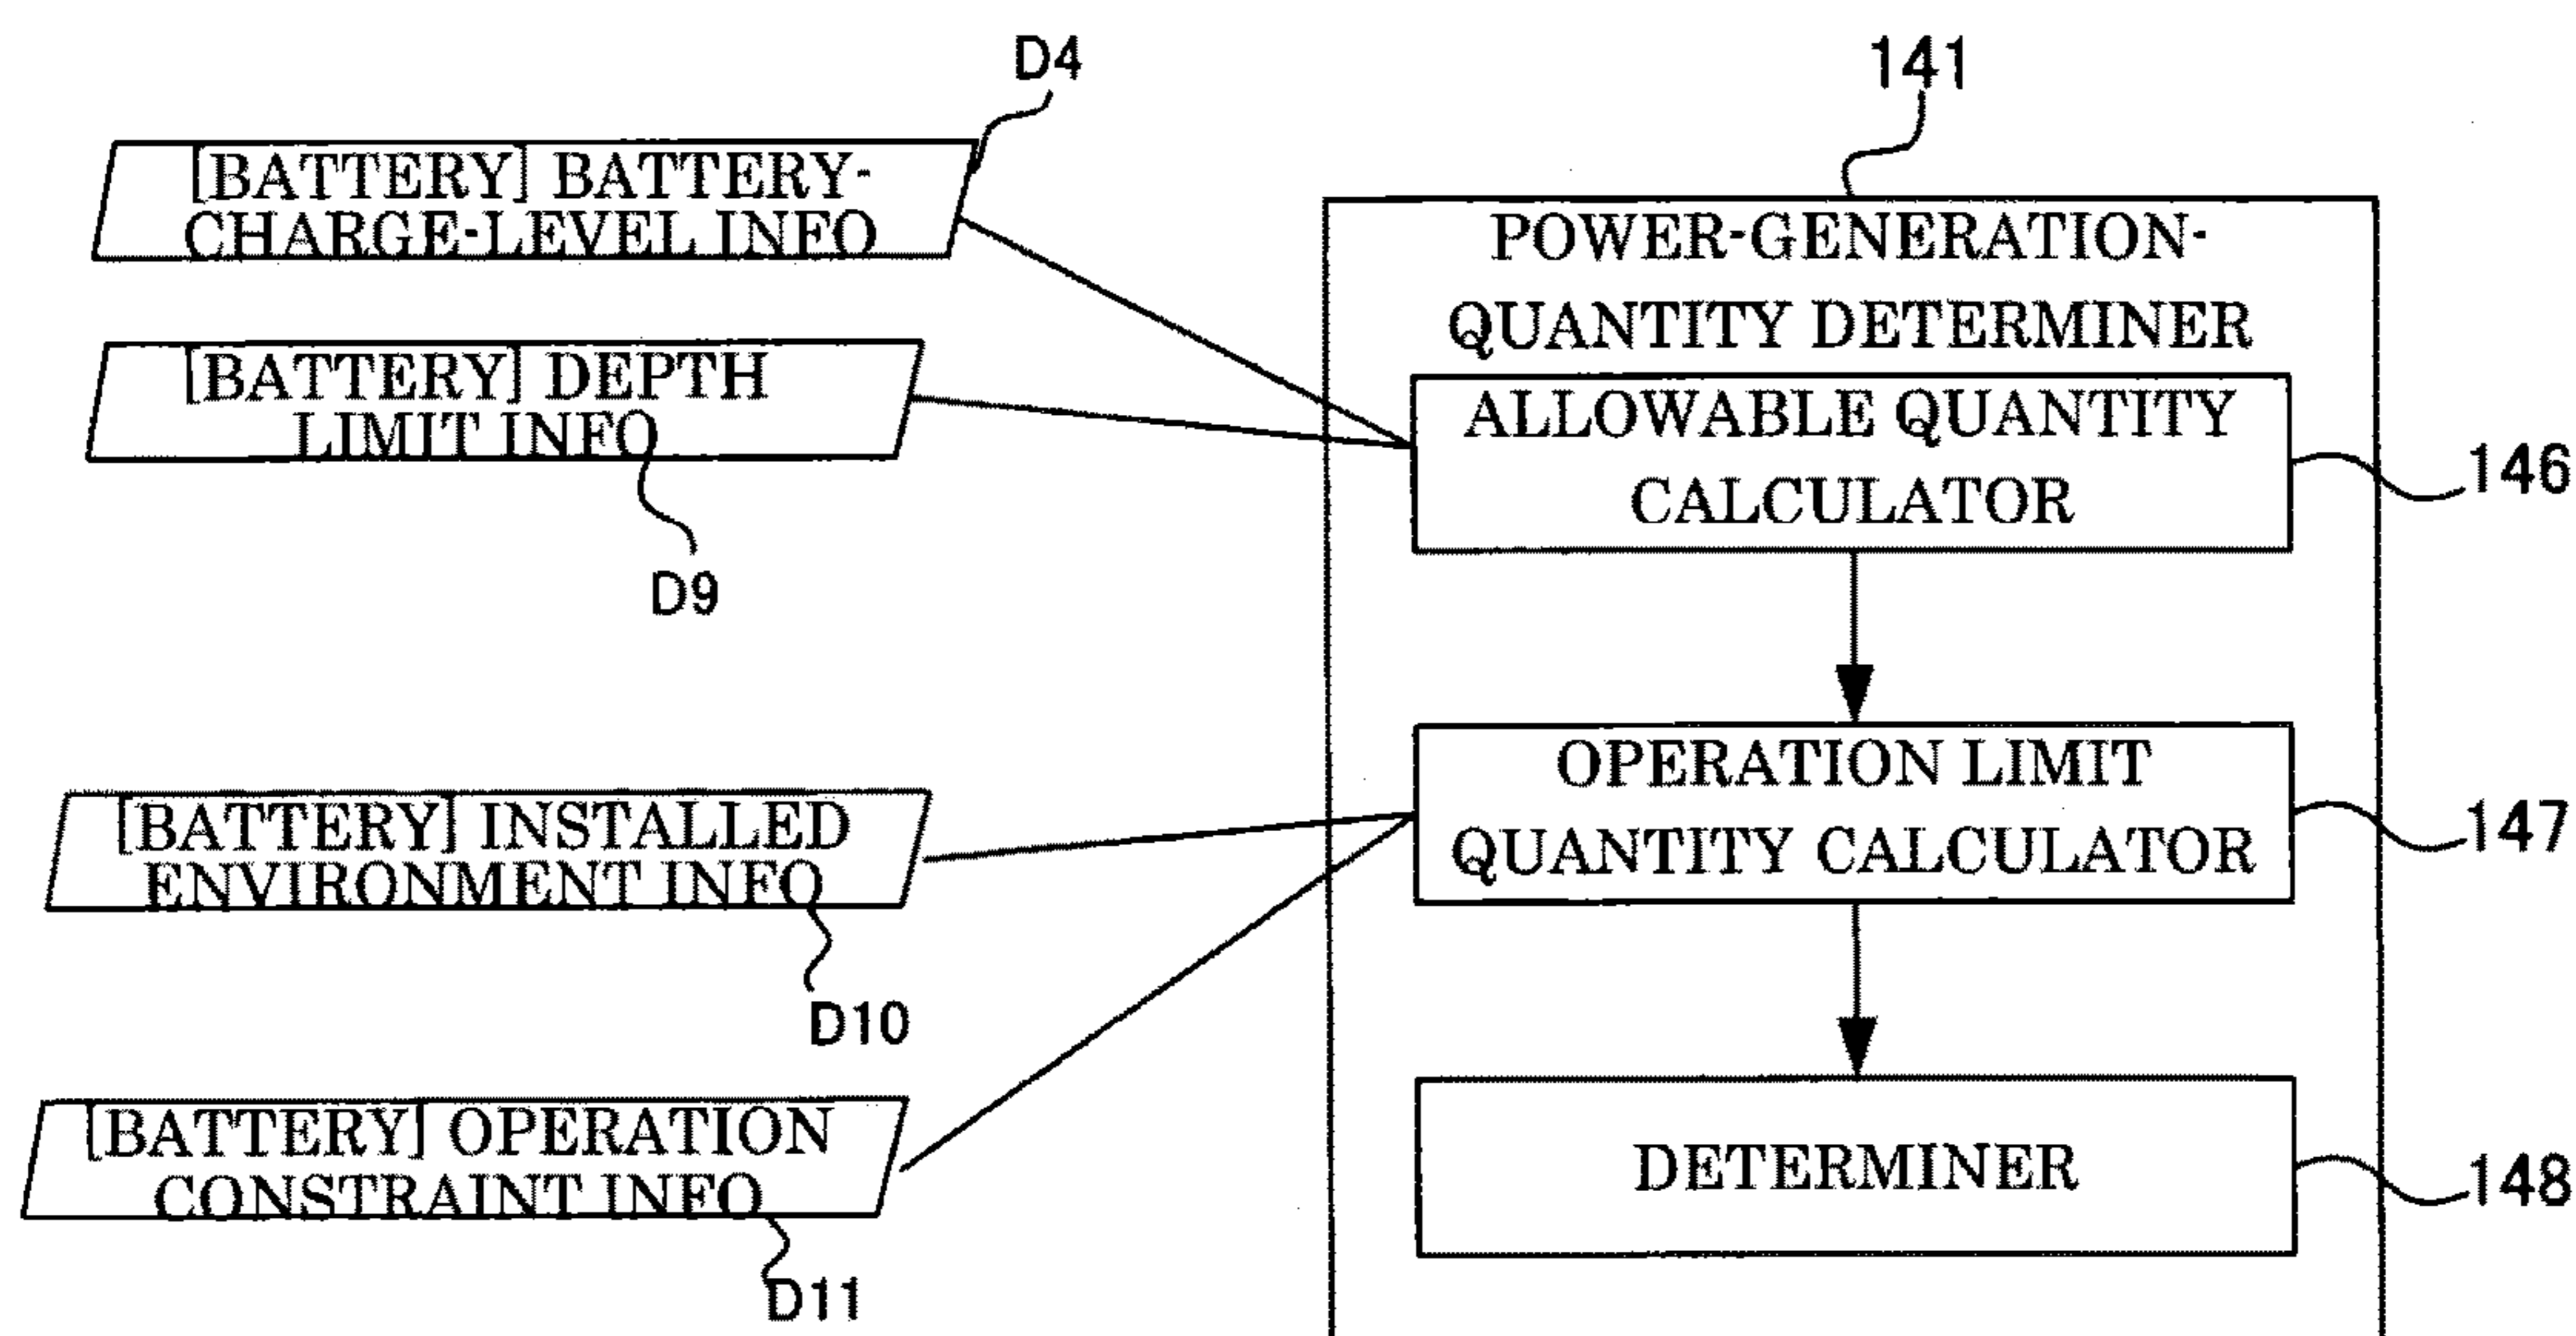 D4
141
[BATTERY] BATTERY-
CHARGE-LEVEL INFO
POWER-GENERATION-
QUANTITY DETERMINER
[BATTERY] DEPTH
LIMIT INFO
D9
ALLOWABLE QUANTITY
CALCULATOR
146
[BATTERY] INSTALLED
ENVIRONMENT INFO
D10
OPERATION LIMIT
QUANTITY CALCULATOR
147
[BATTERY] OPERATION
CONSTRAINT INFO
D11
DETERMINER
148